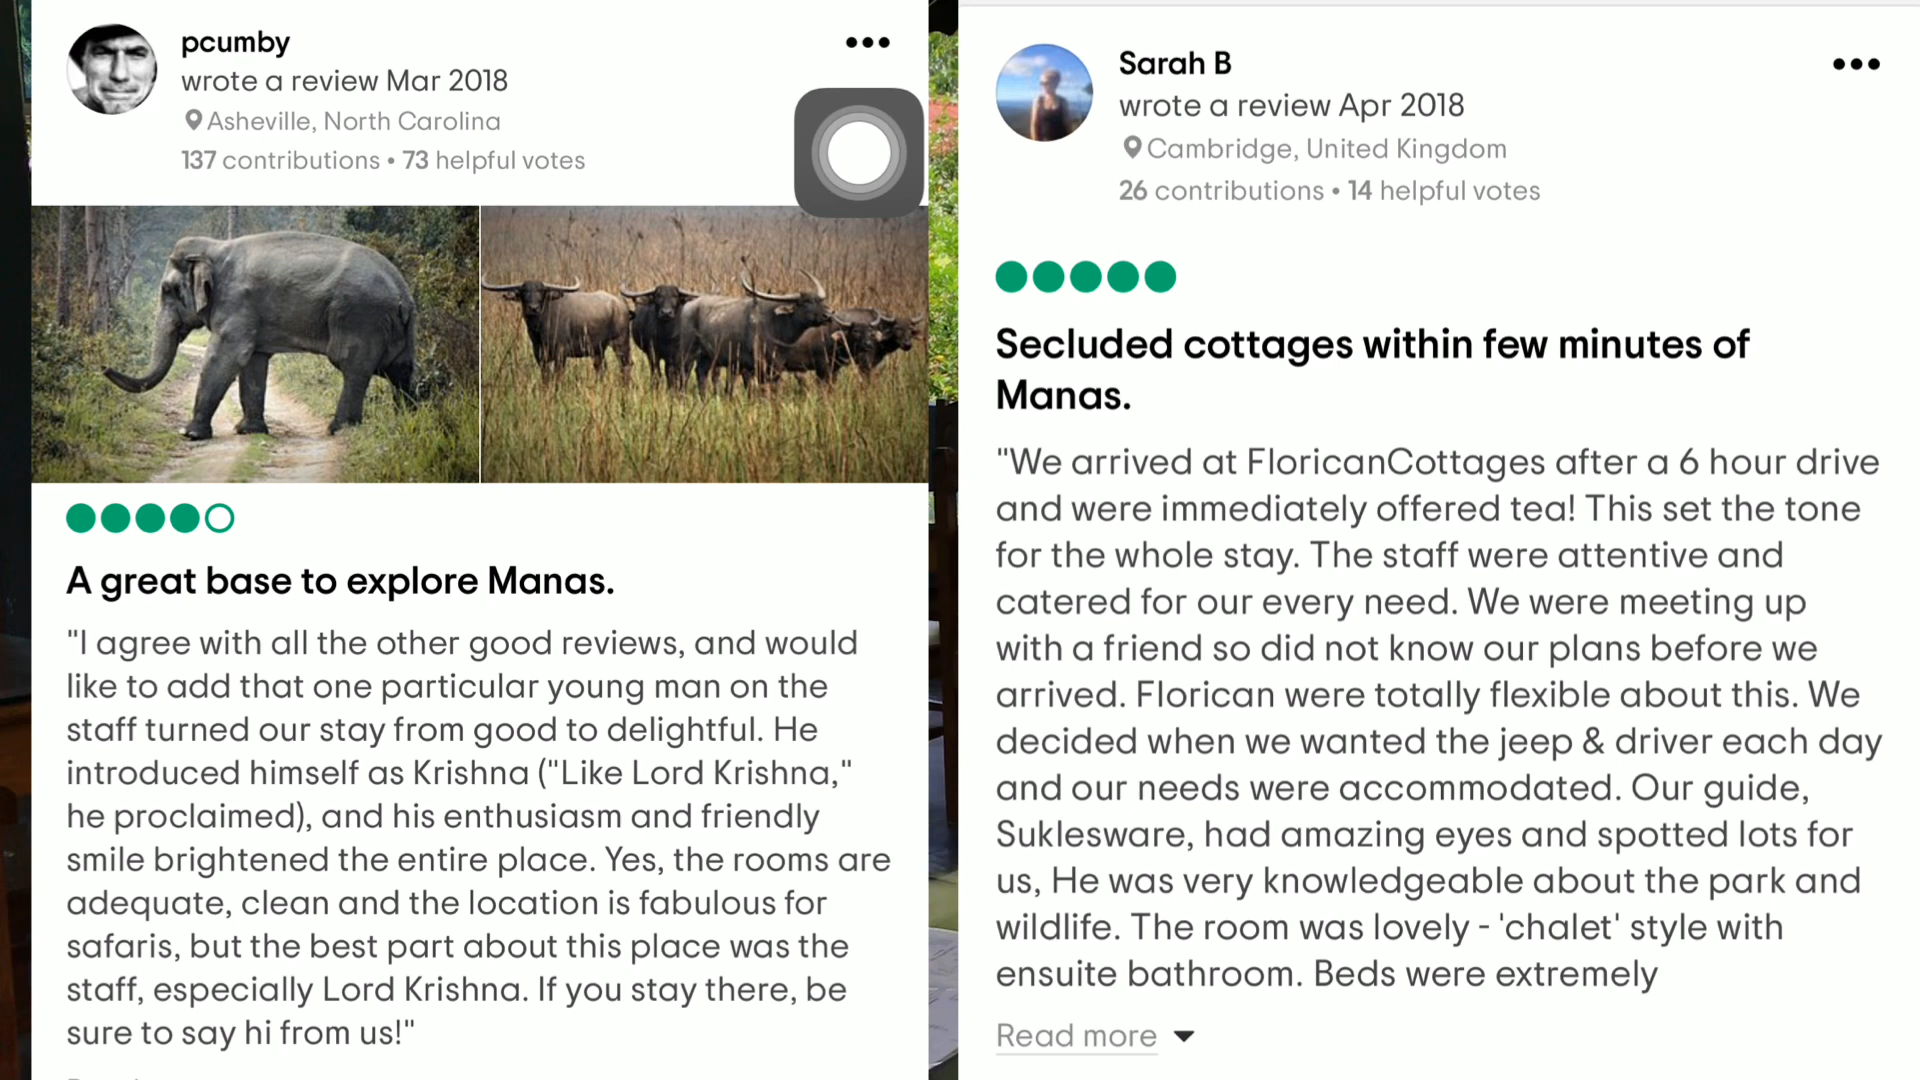 pcumby
wrote a review Mar 2018
Asheville, North Carolina
137 contributions • 73 helpful votes
A great base to explore Manas.
"I agree with all the other good reviews, and would
like to add that one particular young man on the
staff turned our stay from good to delightful. He
introduced himself as Krishna ("Like Lord Krishna,"
he proclaimed), and his enthusiasm and friendly
smile brightened the entire place. Yes, the rooms are
adequate, clean and the location is fabulous for
safaris, but the best part about this place was the
staff, especially Lord Krishna. If you stay there, be
sure to say hi from us!"
Sarah B
wrote a review Apr 2018
Cambridge, United Kingdom
26 contributions • 14 helpful votes
Secluded cottages within few minutes of
Manas.
"We arrived at FloricanCottages after a 6 hour drive
and were immediately offered tea! This set the tone
for the whole stay. The staff were attentive and
catered for our every need. We were meeting up
with a friend so did not know our plans before we
arrived. Florican were totally flexible about this. We
decided when we wanted the jeep & driver each day
and our needs were accommodated. Our guide,
Suklesware, had amazing eyes and spotted lots for
us, He was very knowledgeable about the park and
wildlife. The room was lovely - 'chalet' style with
ensuite bathroom. Beds were extremely
Read more